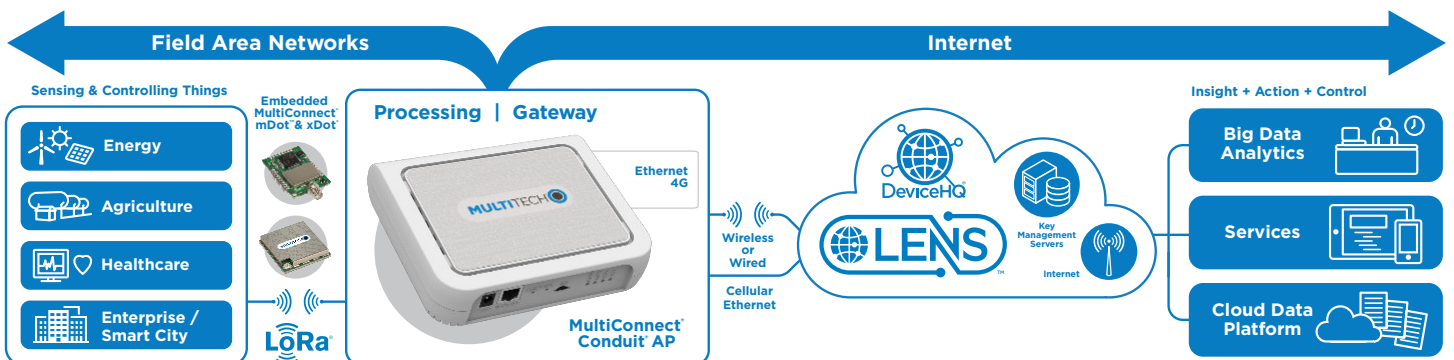 Field Area Networks
Internet
Sensing & Controlling Things
Energy
Agriculture
Healthcare
Enterprise /
Smart City
Embedded
MultiConnect®
mDot™ & xDot®
LoRa®
Processing | Gateway
Ethernet
4G
MULTITECH
MultiConnect®
Conduit® AP
Wireless
or
Wired
Cellular
Ethernet
DeviceHQ®
LENS™
Key
Management
Servers
Internet
Insight + Action + Control
Big Data
Analytics
Services
Cloud Data
Platform